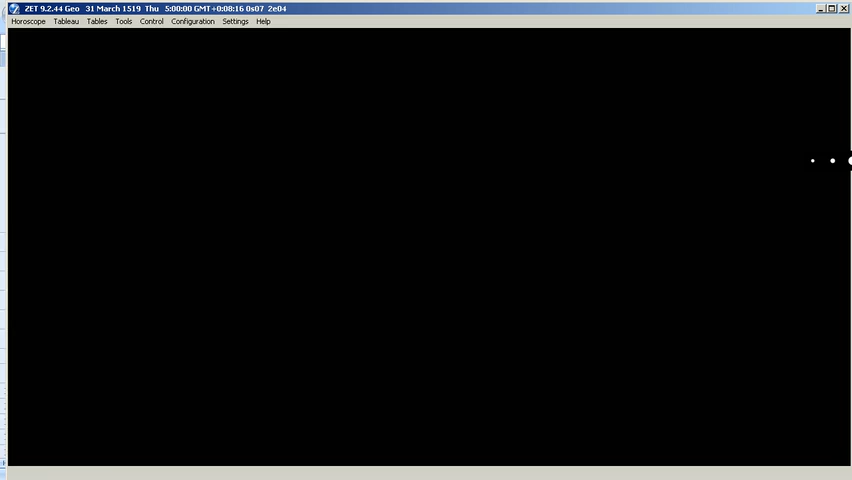 ZET 9.2.44 Geo 31 March 1519 Thu 5:00:00 GMT+0:08:16 0s07 2e04
Horoscope Tableau Tables Tools Control Configuration Settings Help